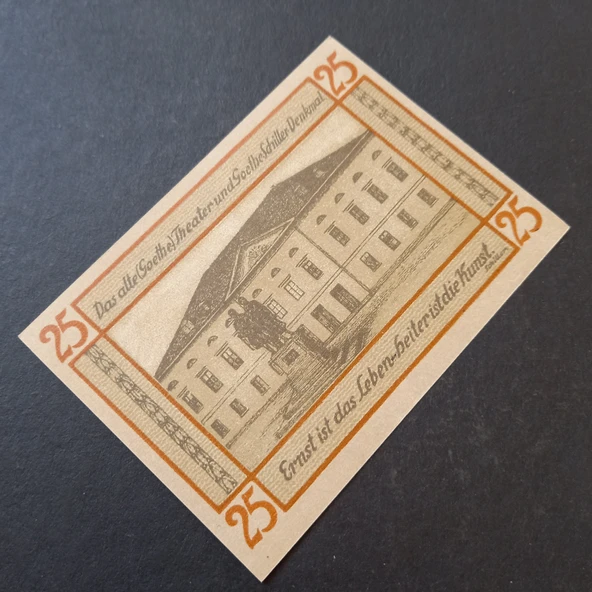 25
25
Das alte (Goethe) Theater und Goethe Schiller Denkmal
25
25
Ernst ist das Leben-heiter ist die Kunst.